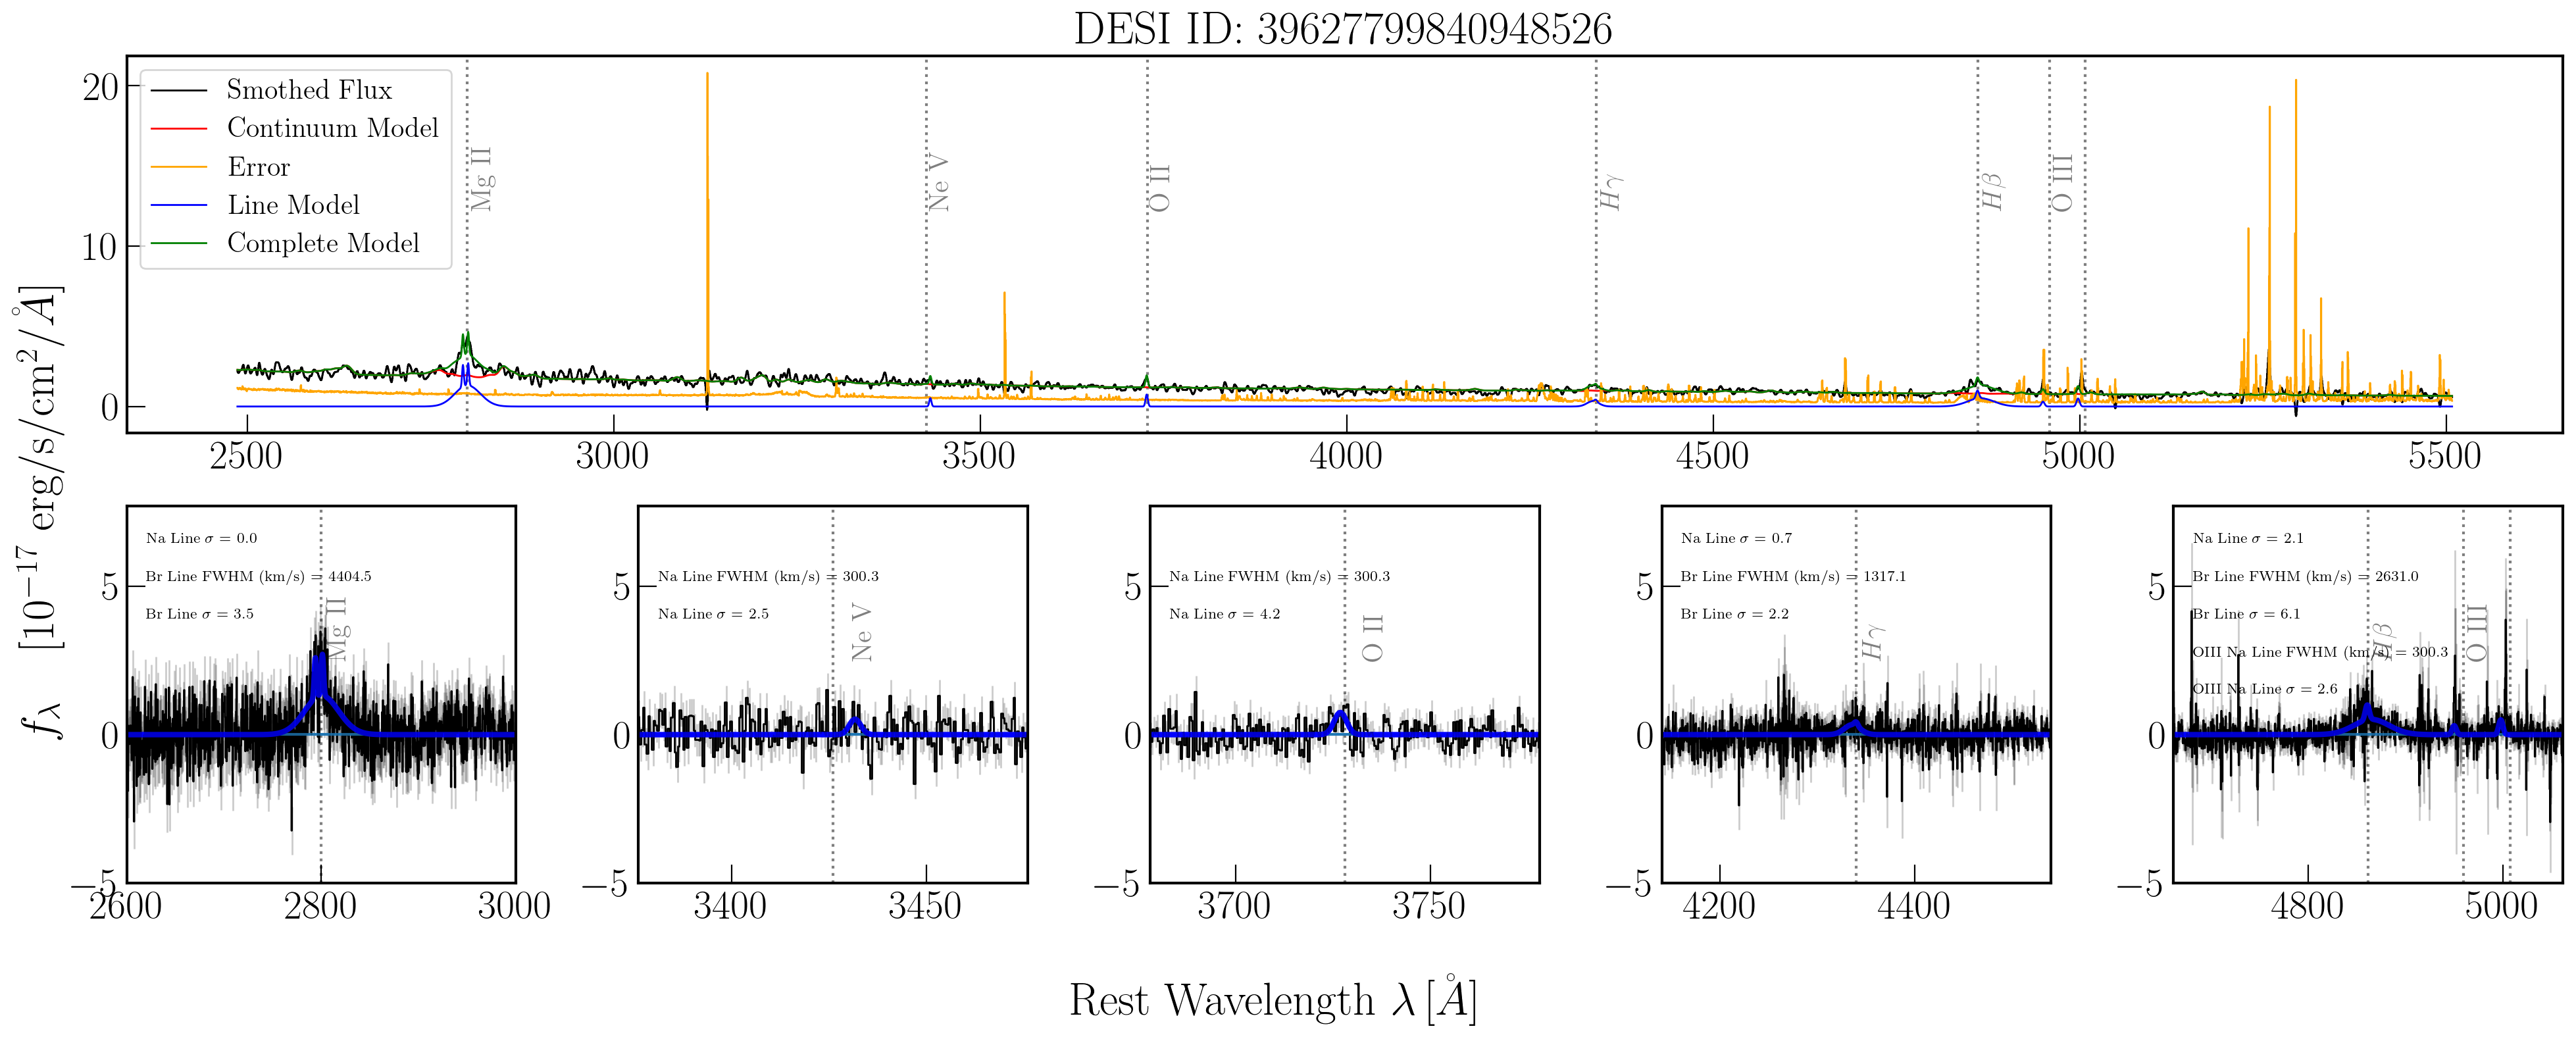 DESI ID: 39627799840948526
Smothed Flux
Continuum Model
Error
Line Model
Complete Model
Mg II
Ne V
O II
Hγ
Hβ
O III
20
10
0
2500 3000 3500 4000 4500 5000 5500
f_λ [10^{-17} erg/s/cm^2/Å]
Na Line σ = 0.0
Br Line FWHM (km/s) = 4404.5
Br Line σ = 3.5
Mg II
5
0
−5
2600 2800 3000
Na Line FWHM (km/s) = 300.3
Na Line σ = 2.5
Ne V
5
0
−5
3400 3450
Na Line FWHM (km/s) = 300.3
Na Line σ = 4.2
O II
5
0
−5
3700 3750
Na Line σ = 0.7
Br Line FWHM (km/s) = 1317.1
Br Line σ = 2.2
Hγ
5
0
−5
4200 4400
Na Line σ = 2.1
Br Line FWHM (km/s) = 2631.0
Br Line σ = 6.1
OIII Na Line FWHM (km/s) = 300.3
OIII Na Line σ = 2.6
Hβ
O III
5
0
−5
4800 5000
Rest Wavelength λ [Å]